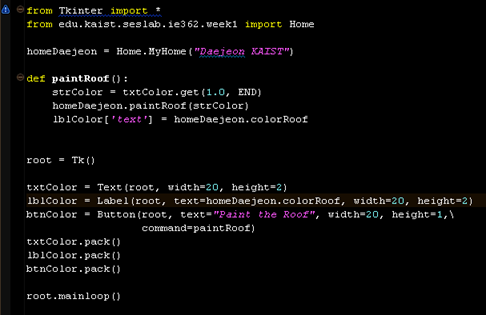 from Tkinter import *
from edu.kaist.seslab.ie362.week1 import Home
homeDaejeon = Home.MyHome("Daejeon KAIST")
def paintRoof():
    strColor = txtColor.get(1.0, END)
    homeDaejeon.paintRoof(strColor)
    lblColor['text'] = homeDaejeon.colorRoof
root = Tk()
txtColor = Text(root, width=20, height=2)
lblColor = Label(root, text=homeDaejeon.colorRoof, width=20, height=2)
btnColor = Button(root, text="Paint the Roof", width=20, height=1,\
                  command=paintRoof)
txtColor.pack()
lblColor.pack()
btnColor.pack()
root.mainloop()